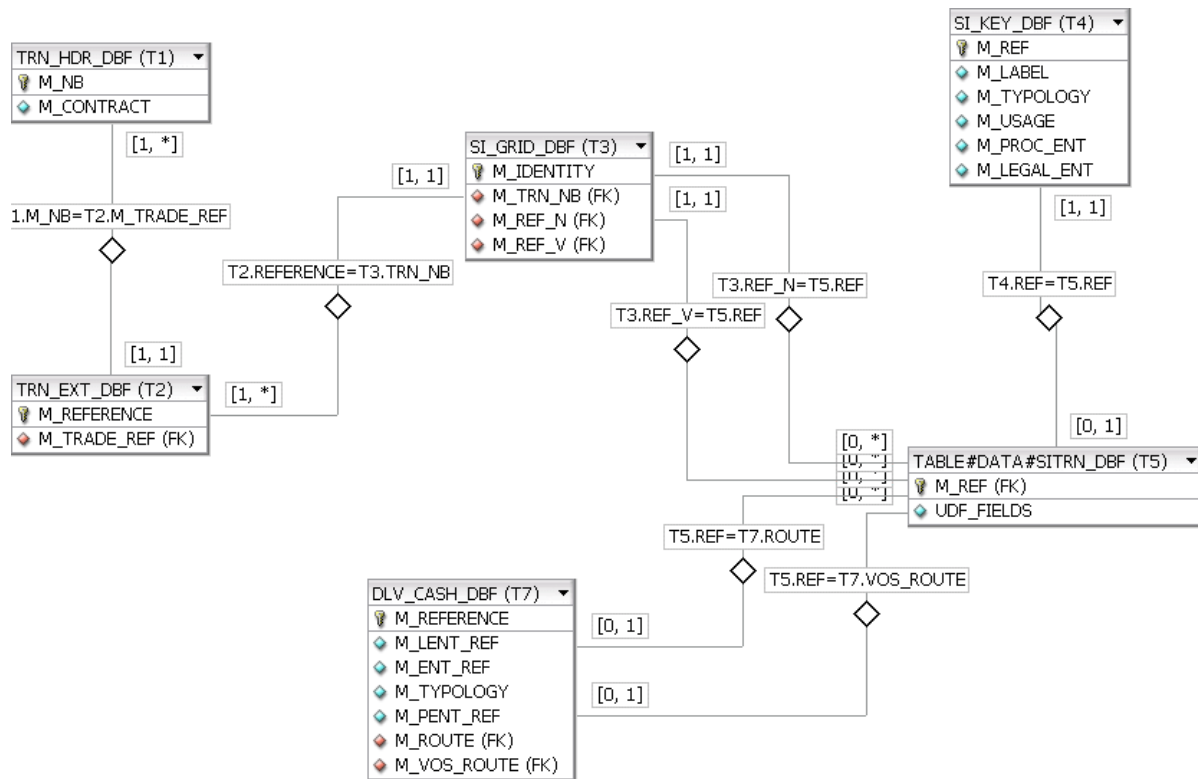 SI_KEY_DBF (T4)
M_REF
M_LABEL
M_TYPOLOGY
M_USAGE
M_PROC_ENT
M_LEGAL_ENT
TRN_HDR_DBF (T1)
M_NB
M_CONTRACT
[1, *]
SI_GRID_DBF (T3)
M_IDENTITY
M_TRN_NB (FK)
M_REF_N (FK)
M_REF_V (FK)
[1, 1]
[1, 1]
[1, 1]
[1, 1]
1.M_NB=T2.M_TRADE_REF
T2.REFERENCE=T3.TRN_NB
T3.REF_N=T5.REF
T4.REF=T5.REF
T3.REF_V=T5.REF
[1, 1]
TRN_EXT_DBF (T2)
M_REFERENCE
M_TRADE_REF (FK)
[1, *]
[0, 1]
[0, *]
[0, *]
[0, *]
TABLE#DATA#SITRN_DBF (T5)
M_REF (FK)
UDF_FIELDS
T5.REF=T7.ROUTE
T5.REF=T7.VOS_ROUTE
DLV_CASH_DBF (T7)
M_REFERENCE
M_LENT_REF
M_ENT_REF
M_TYPOLOGY
M_PENT_REF
M_ROUTE (FK)
M_VOS_ROUTE (FK)
[0, 1]
[0, 1]